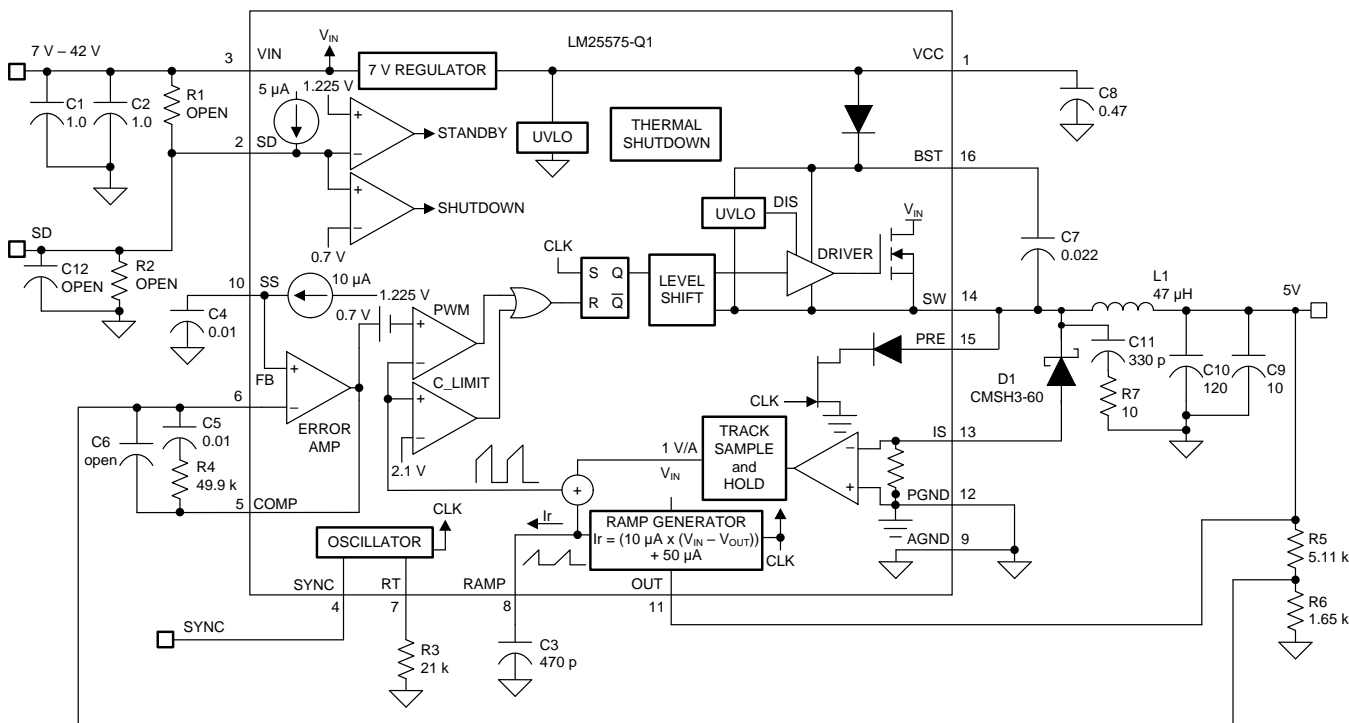 LM25575-Q1
7 V – 42 V
3
VIN
V_IN
7 V REGULATOR
VCC
1
C8
0.47
C1
1.0
C2
1.0
R1
OPEN
5 µA
1.225 V
+
−
STANDBY
UVLO
THERMAL
SHUTDOWN
2
SD
BST
16
+
−
SHUTDOWN
0.7 V
UVLO
DIS
V_IN
DRIVER
C7
0.022
SD
C12
OPEN
R2
OPEN
CLK
S Q
R Q̅
LEVEL
SHIFT
SW
14
L1
47 µH
5V
10
SS
10 µA
1.225 V
C4
0.01
0.7 V
PWM
+
−
PRE
15
C11
330 p
R7
10
C10
120
C9
10
D1
CMSH3-60
FB
+
−
ERROR
AMP
C_LIMIT
+
−
2.1 V
CLK
6
C6
open
C5
0.01
R4
49.9 k
5
COMP
1 V/A
TRACK
SAMPLE
and
HOLD
−
+
IS
13
PGND
12
AGND
9
V_IN
+
Ir
RAMP GENERATOR
Ir = (10 µA x (V_IN – V_OUT))
+ 50 µA
CLK
CLK
OSCILLATOR
R5
5.11 k
R6
1.65 k
SYNC
4
RT
7
RAMP
8
OUT
11
SYNC
R3
21 k
C3
470 p